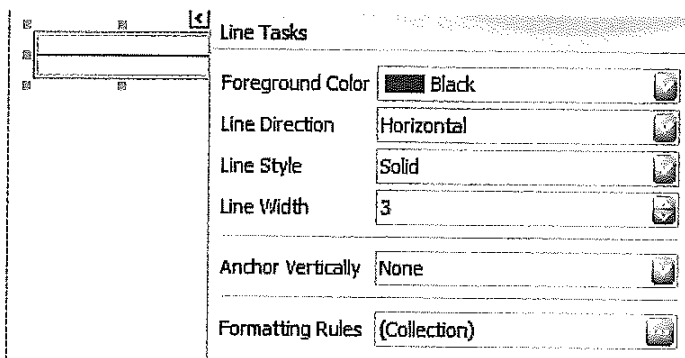 Line Tasks
Foreground Color Black
Line Direction Horizontal
Line Style Solid
Line Width 3
Anchor Vertically None
Formatting Rules (Collection)